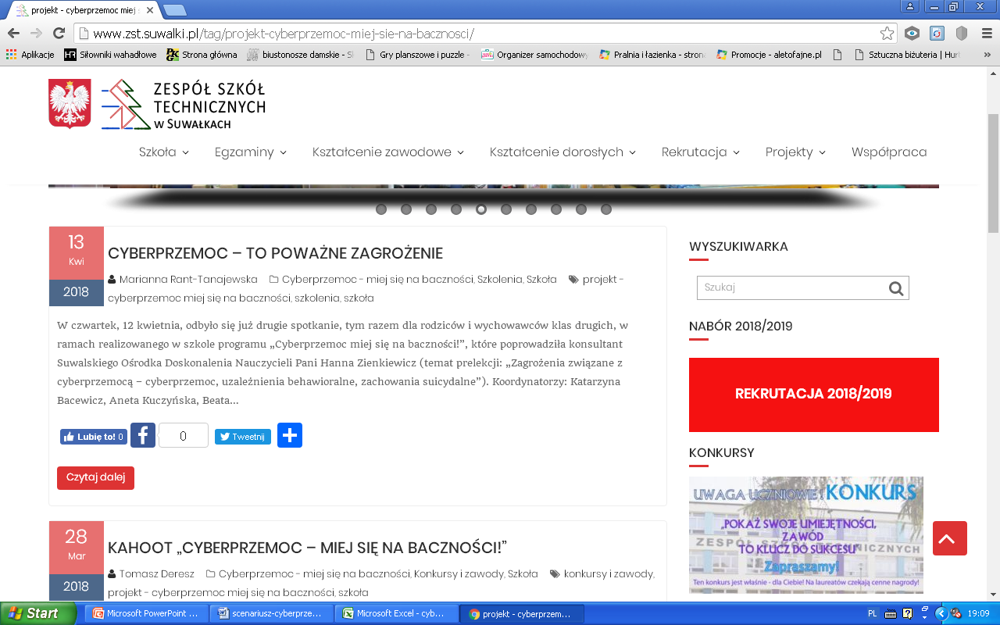 projekt - cyberprzemoc miej s
www.zst.suwalki.pl/tag/projekt-cyberprzemoc-miej-sie-na-bacznosci/
Aplikacje HR Siłowniki wahadłowe Strona główna biustonosze damskie - Sk Gry planszowe i puzzle - Organizer samochodowy Pralnia i łazienka - strona Promocje - aletofajne.pl Sztuczna biżuteria | Hurt »
ZESPÓŁ SZKÓŁ
TECHNICZNYCH
w SUWAŁKACH
Szkoła Egzaminy Kształcenie zawodowe Kształcenie dorosłych Rekrutacja Projekty Współpraca
13
Kwi
2018
CYBERPRZEMOC – TO POWAŻNE ZAGROŻENIE
Marianna Rant-Tanajewska Cyberprzemoc - miej się na baczności, Szkolenia, Szkoła projekt -
cyberprzemoc miej się na baczności, szkolenia, szkoła
W czwartek, 12 kwietnia, odbyło się już drugie spotkanie, tym razem dla rodziców i wychowawców klas drugich, w
ramach realizowanego w szkole programu „Cyberprzemoc miej się na baczności!”, które poprowadziła konsultant
Suwalskiego Ośrodka Doskonalenia Nauczycieli Pani Hanna Zienkiewicz (temat prelekcji: „Zagrożenia związane z
cyberprzemocą – cyberprzemoc, uzależnienia behawioralne, zachowania suicydalne”). Koordynatorzy: Katarzyna
Bacewicz, Aneta Kuczyńska, Beata...
Lubię to! 0 0 Tweetnij
Czytaj dalej
28
Mar
2018
KAHOOT „CYBERPRZEMOC – MIEJ SIĘ NA BACZNOŚCI!”
Tomasz Deresz Cyberprzemoc - miej się na baczności, Konkursy i zawody, Szkoła konkursy i zawody,
projekt - cyberprzemoc miej się na baczności, szkoła
WYSZUKIWARKA
Szukaj
NABÓR 2018/2019
REKRUTACJA 2018/2019
KONKURSY
UWAGA UCZNIOWIE! KONKURS
„POKAŻ SWOJE UMIEJĘTNOŚCI,
ZAWÓD
TO KLUCZ DO SUKCESU”
ZESPÓŁ SZKÓŁ TECHNICZNYCH
Zapraszamy!
Ten konkurs jest właśnie - dla Ciebie! Na laureatów czekają cenne nagrody!
Start Microsoft PowerPoint ... scenariusz-cyberprze... Microsoft Excel - cyb... projekt - cyberprzem... PL 19:09